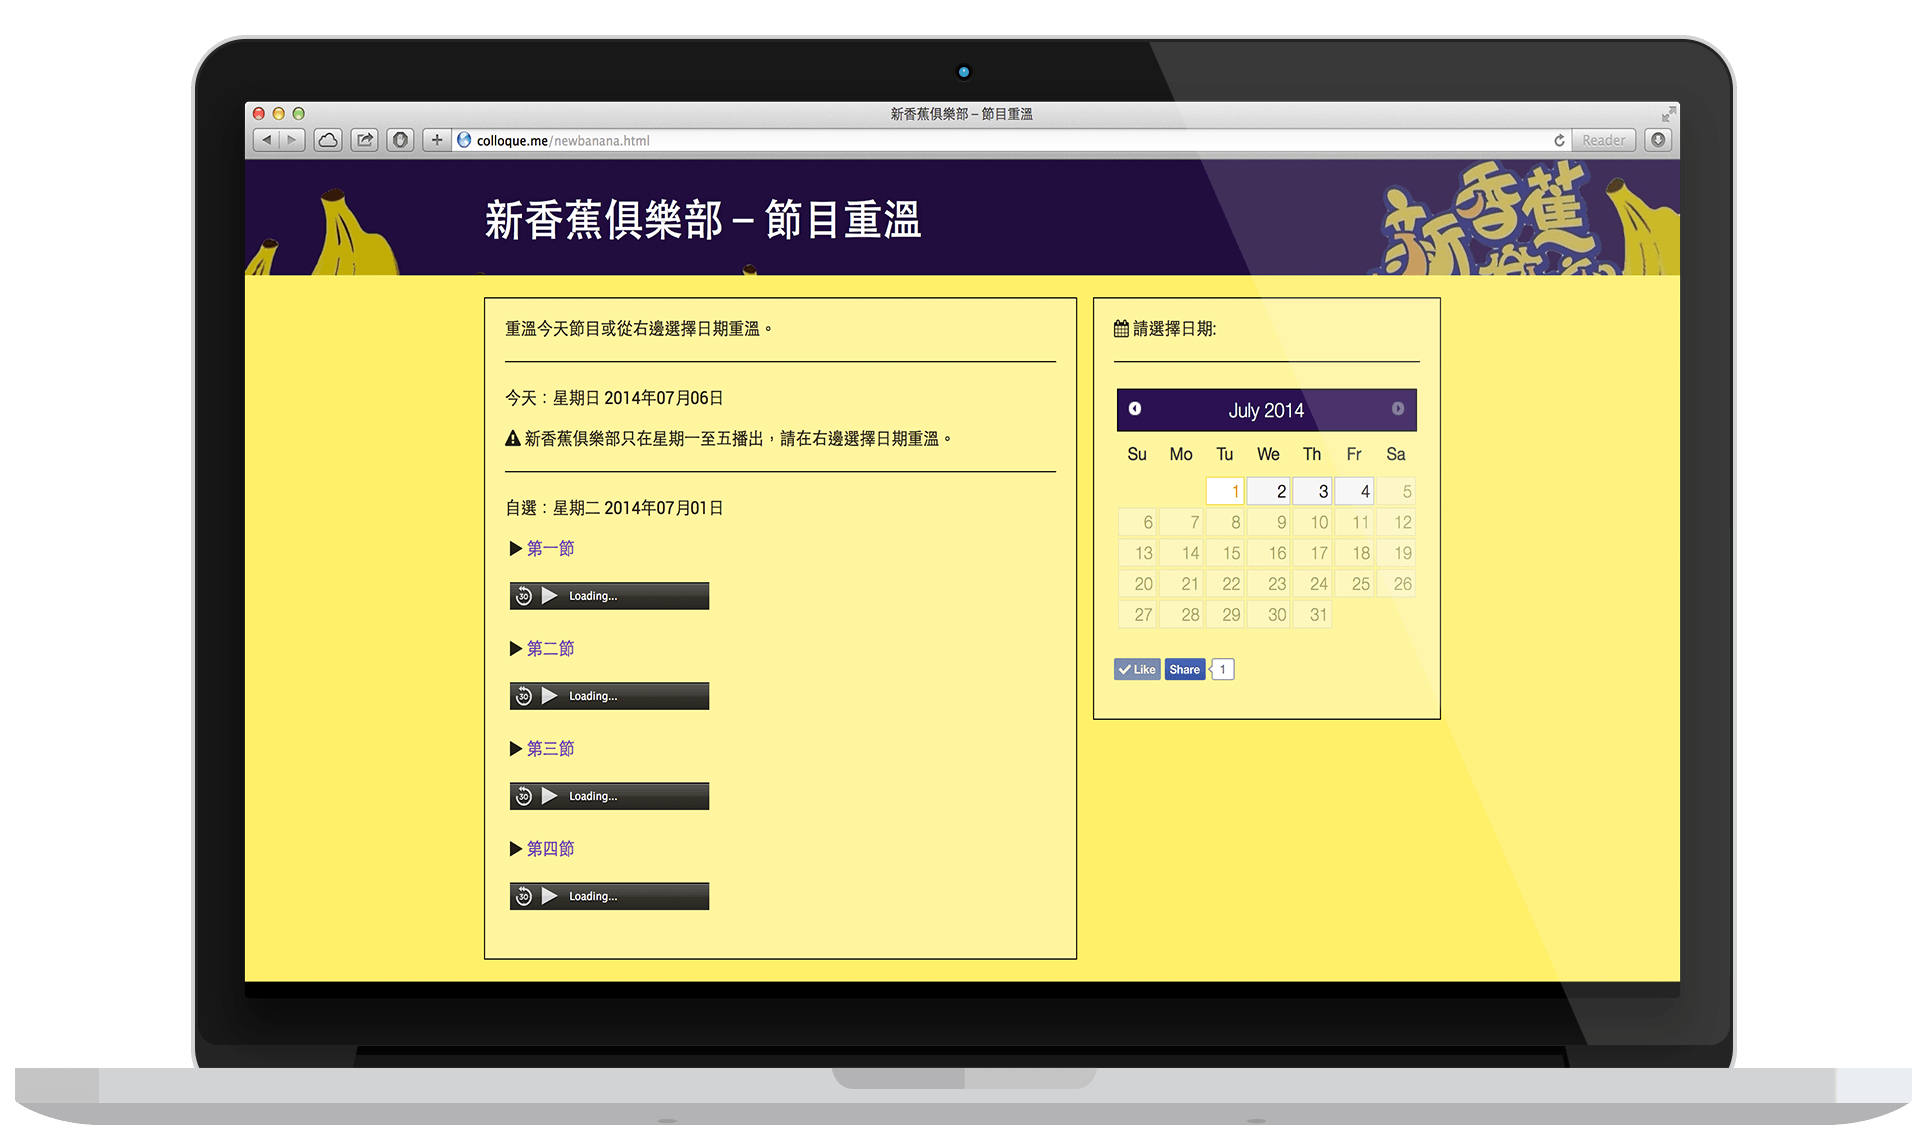 新香蕉俱樂部 – 節目重溫
colloque.me/newbanana.html
Reader
新香蕉俱樂部 – 節目重溫
新香蕉
重溫今天節目或從右邊選擇日期重溫。
今天：星期日 2014年07月06日
新香蕉俱樂部只在星期一至五播出，請在右邊選擇日期重溫。
自選：星期二 2014年07月01日
第一節
30 Loading...
第二節
30 Loading...
第三節
30 Loading...
第四節
30 Loading...
請選擇日期:
July 2014
Su Mo Tu We Th Fr Sa
1 2 3 4 5
6 7 8 9 10 11 12
13 14 15 16 17 18 19
20 21 22 23 24 25 26
27 28 29 30 31
Like Share 1